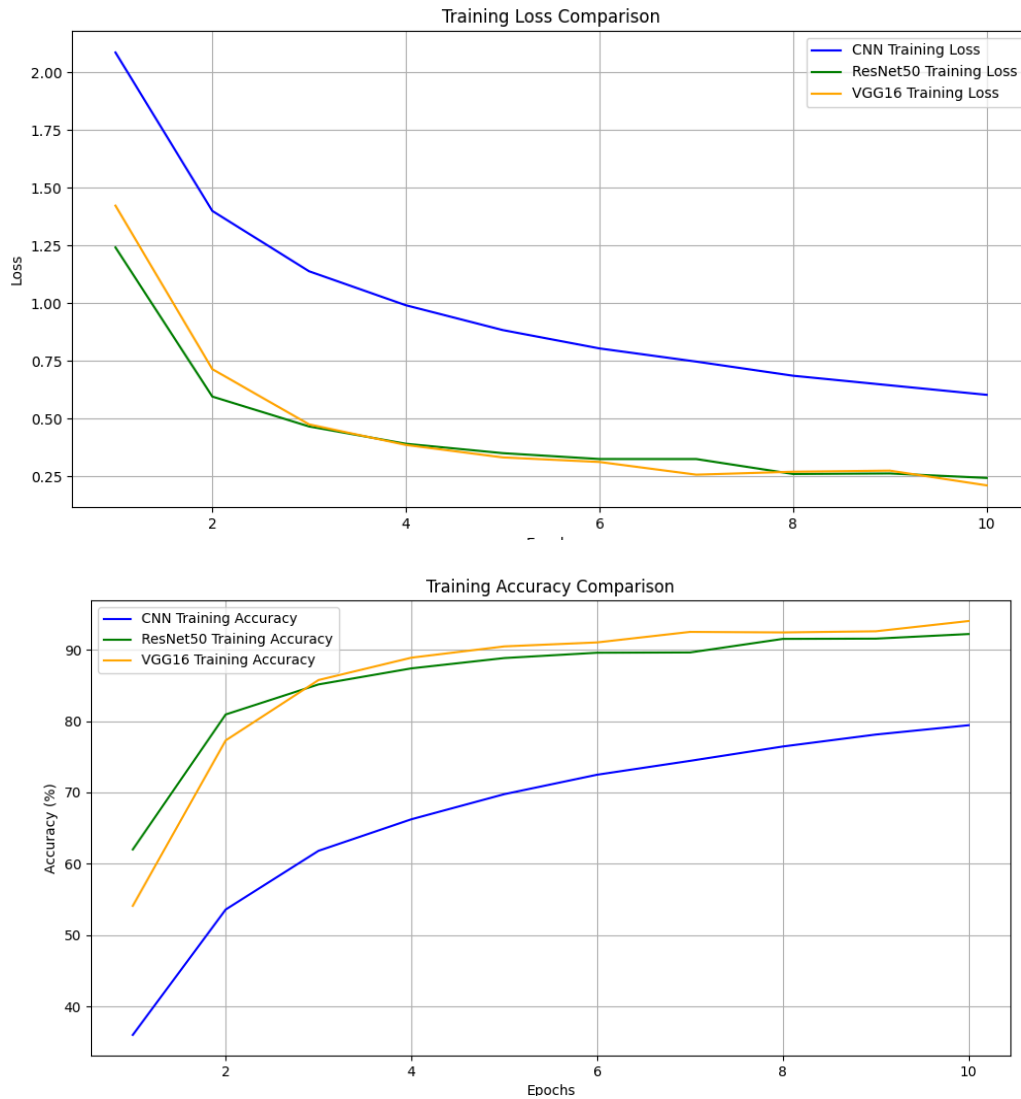 Training Loss Comparison
CNN Training Loss
ResNet50 Training Loss
VGG16 Training Loss
2.00
1.75
1.50
1.25
1.00
0.75
0.50
0.25
Loss
2 4 6 8 10
Training Accuracy Comparison
CNN Training Accuracy
ResNet50 Training Accuracy
VGG16 Training Accuracy
90
80
70
60
50
40
Accuracy (%)
2 4 6 8 10
Epochs